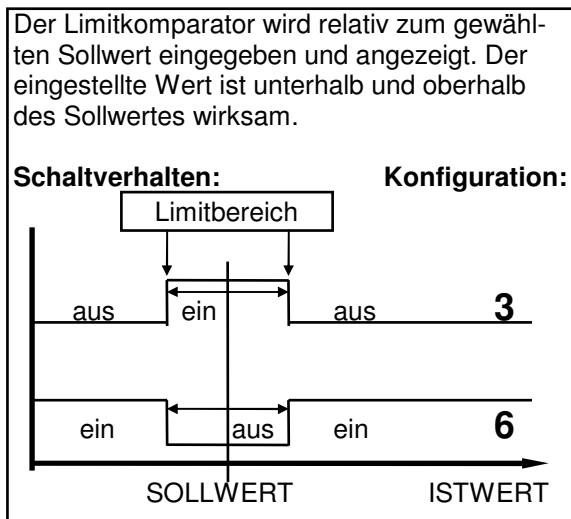 Der Limitkomparator wird relativ zum gewähl-
ten Sollwert eingegeben und angezeigt. Der
eingestellte Wert ist unterhalb und oberhalb
des Sollwertes wirksam.
Schaltverhalten: Konfiguration:
Limitbereich
aus ein aus 3
ein aus ein 6
SOLLWERT ISTWERT